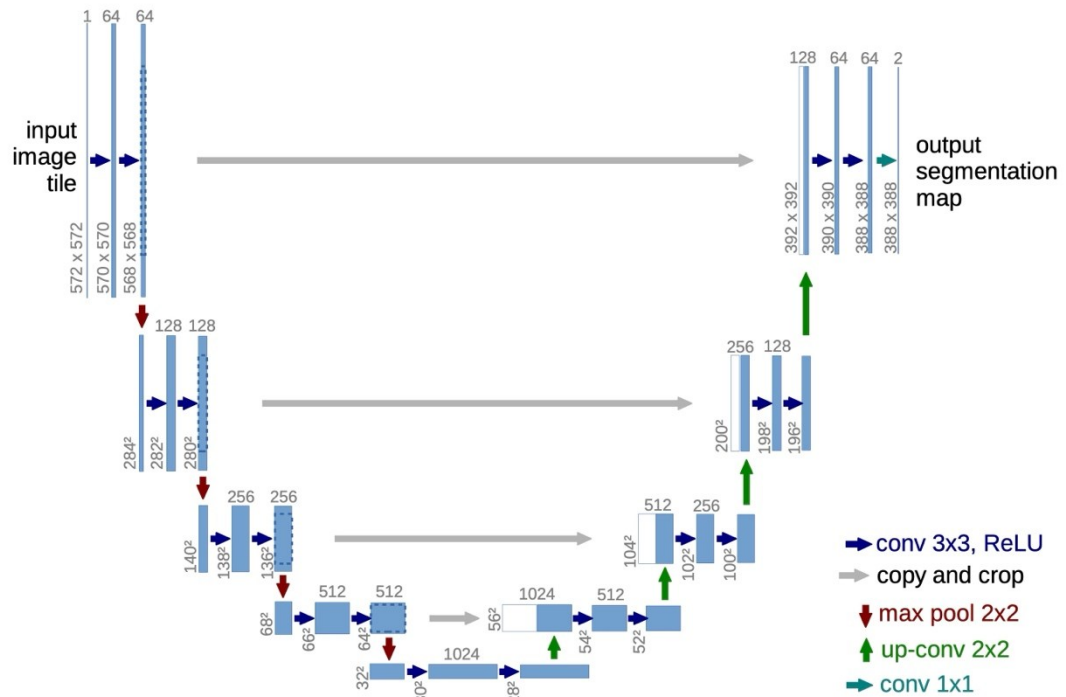 1 64 64
input
image
tile
572 x 572
570 x 570
568 x 568
128 64 64 2
output
segmentation
map
392 x 392
390 x 390
388 x 388
388 x 388
128 128
284²
282²
280²
256 128
200²
198²
196²
256 256
140²
138²
136²
512 256
104²
102²
100²
512 512
68²
66²
64²
1024 512
56²
54²
52²
1024
32²
conv 3x3, ReLU
copy and crop
max pool 2x2
up-conv 2x2
conv 1x1